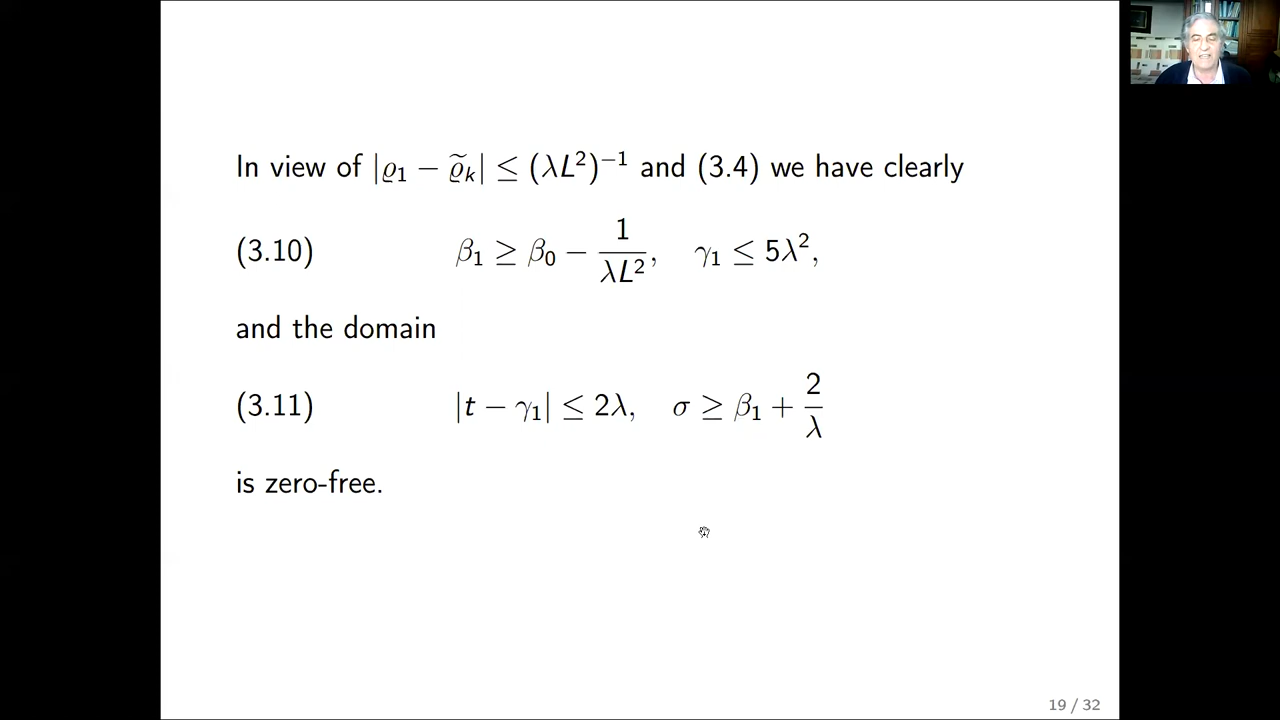 In view of |ϱ₁ − ϱ̃ₖ| ≤ (λL²)⁻¹ and (3.4) we have clearly
(3.10) β₁ ≥ β₀ − 1/(λL²), γ₁ ≤ 5λ²,
and the domain
(3.11) |t − γ₁| ≤ 2λ, σ ≥ β₁ + 2/λ
is zero-free.
19 / 32